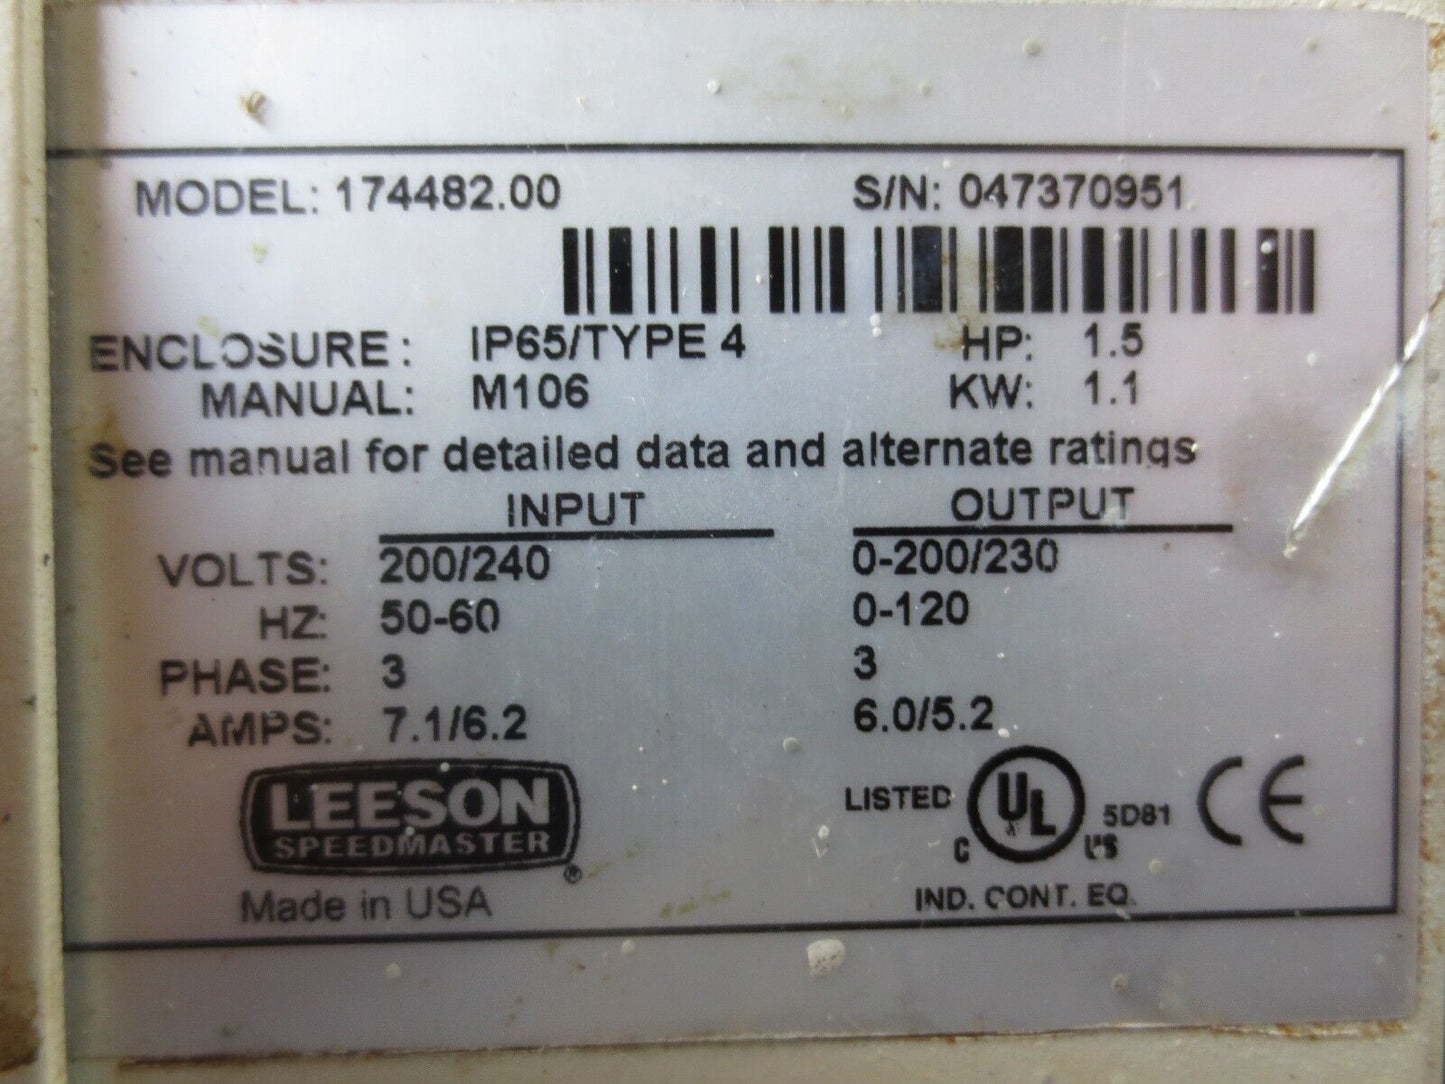 MODEL: 174482.00 S/N: 047370951
ENCLOSURE: IP65/TYPE 4 HP: 1.5
MANUAL: M106 KW: 1.1
See manual for detailed data and alternate ratings
INPUT OUTPUT
VOLTS: 200/240 0-200/230
HZ: 50-60 0-120
PHASE: 3 3
AMPS: 7.1/6.2 6.0/5.2
LEESON
SPEEDMASTER
®
Made in USA
LISTED UL 5D81 CE
C US
IND. CONT. EQ.